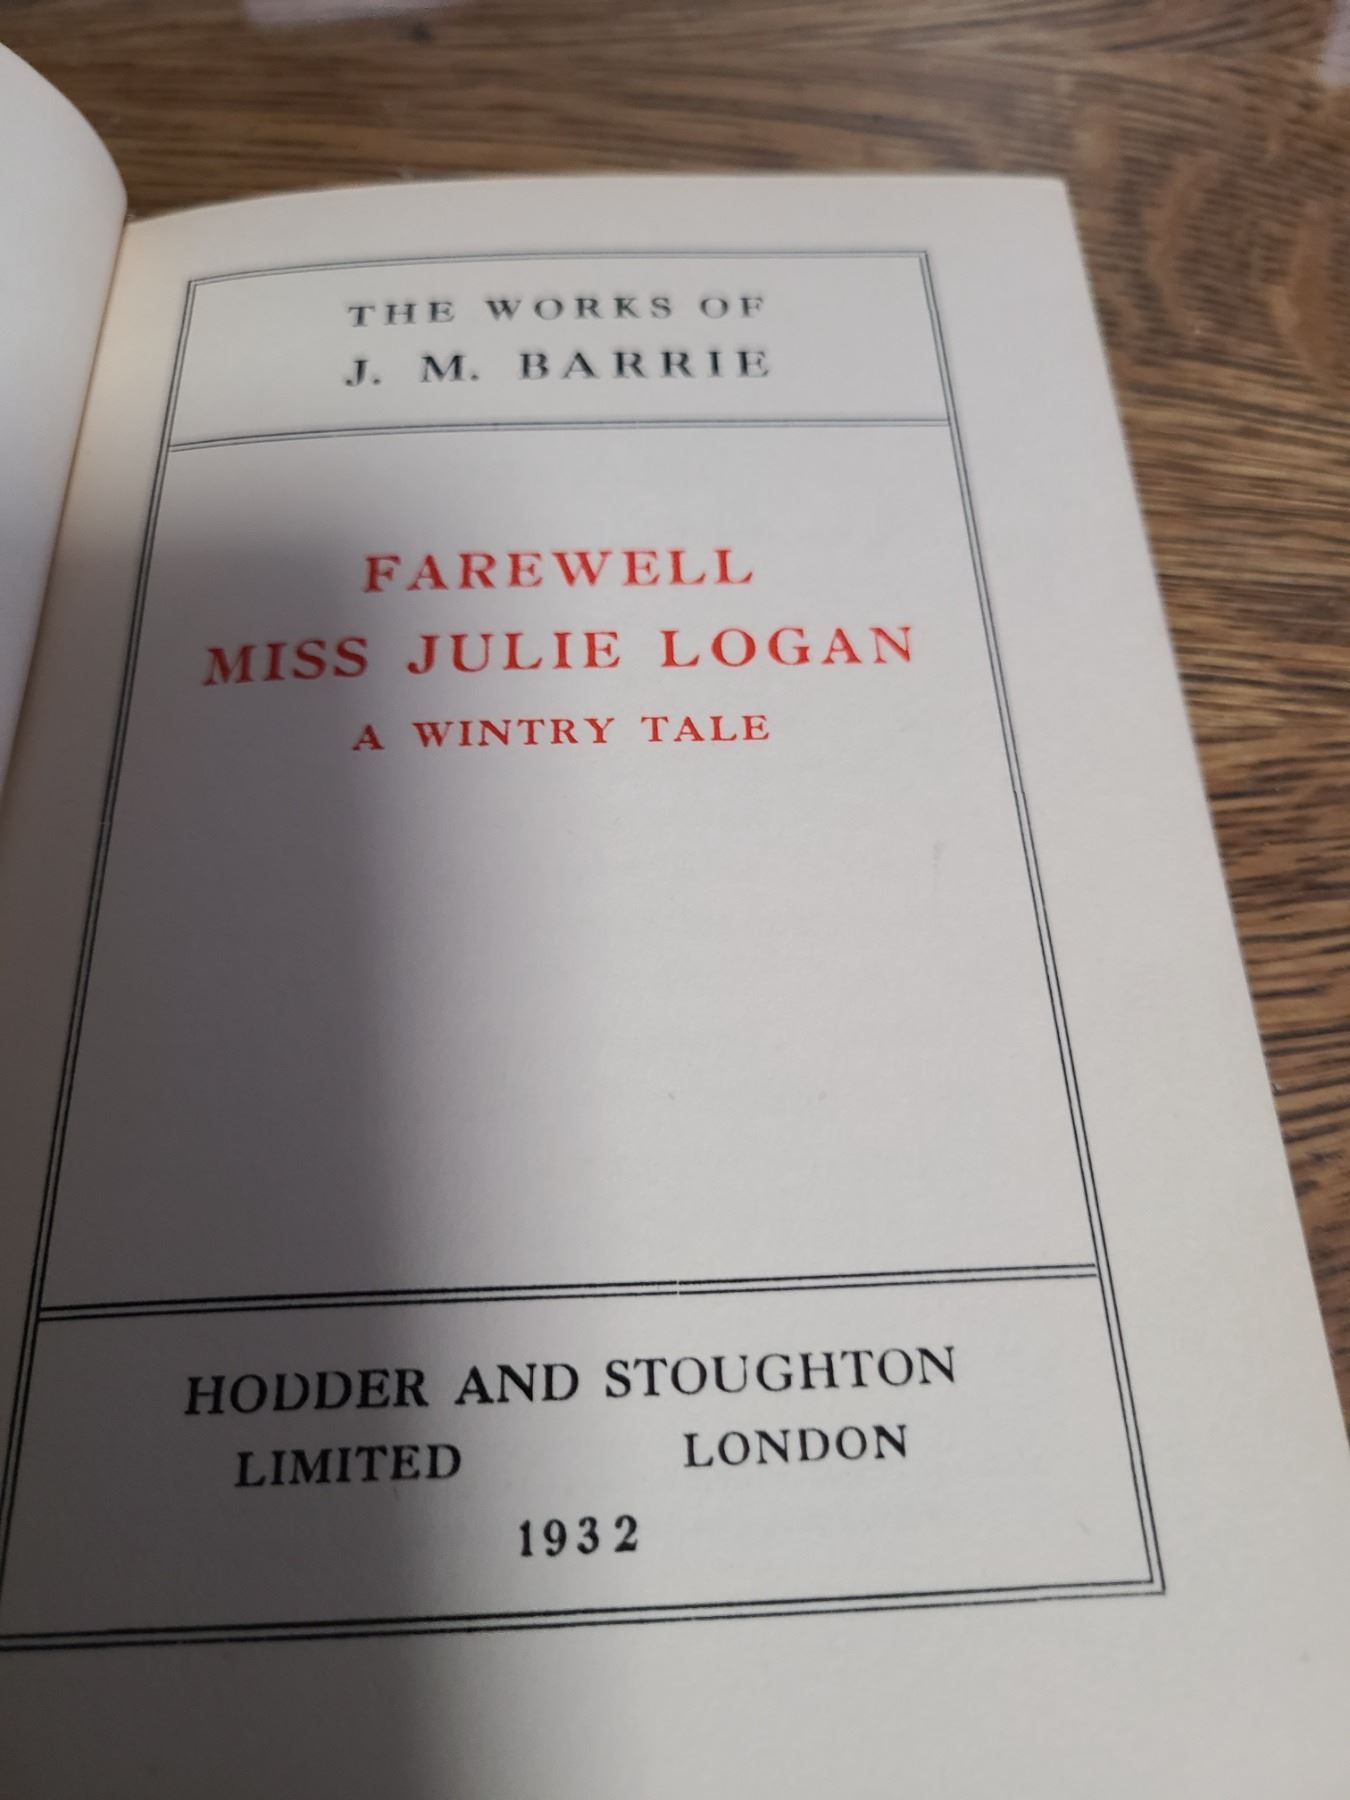 THE WORKS OF
J. M. BARRIE
FAREWELL
MISS JULIE LOGAN
A WINTRY TALE
HODDER AND STOUGHTON
LIMITED LONDON
1932